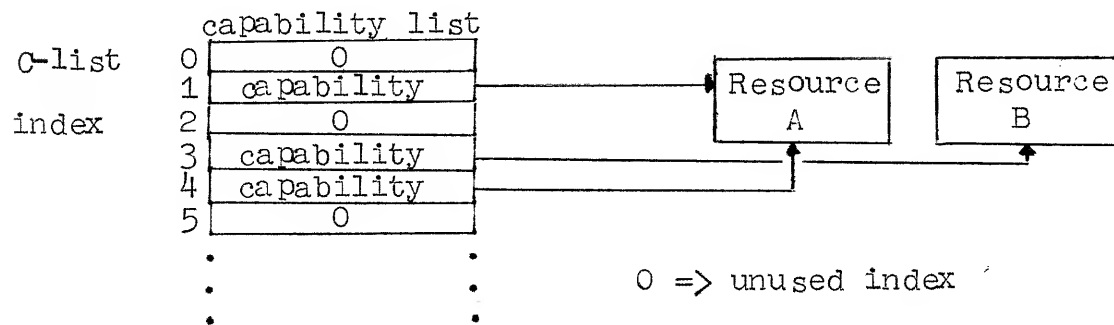 capability list
C-list 0 0
1 capability Resource Resource
A B
index 2 0
3 capability
4 capability
5 0
0 => unused index